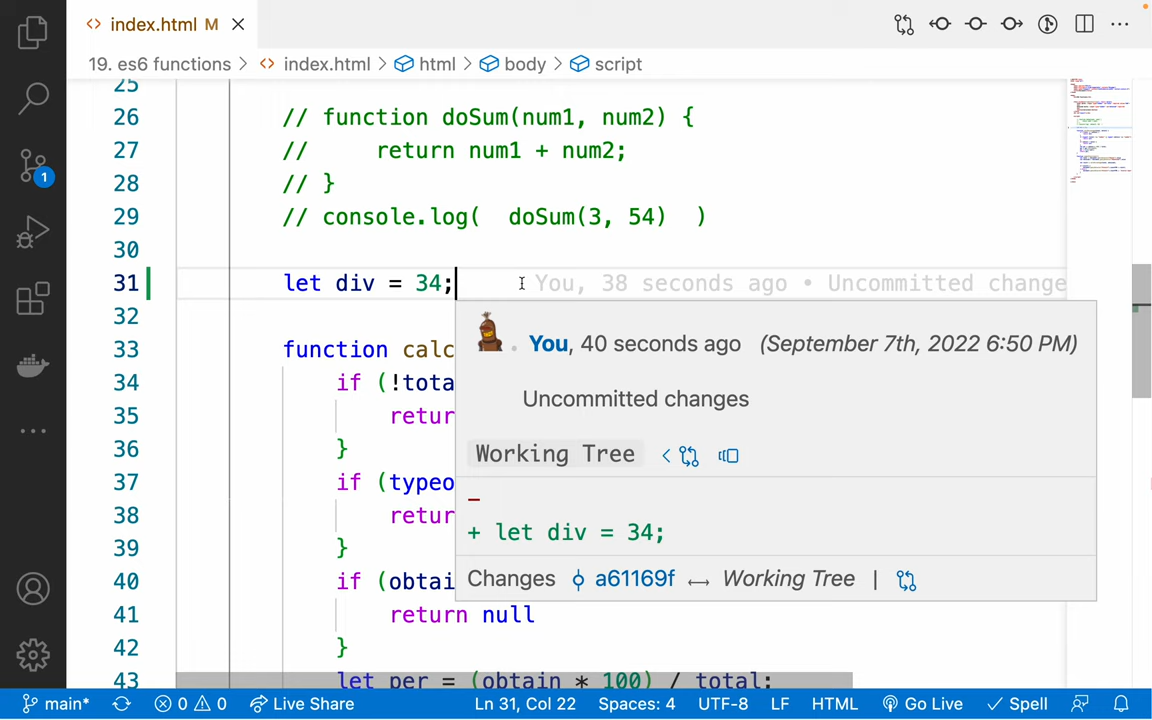 index.html M
19. es6 functions > index.html > html > body > script
25
26 // function doSum(num1, num2) {
27 // return num1 + num2;
28 // }
29 // console.log( doSum(3, 54) )
30
31 let div = 34; You, 38 seconds ago • Uncommitted change
32
You, 40 seconds ago (September 7th, 2022 6:50 PM)
33 function calc
34 if (!tota
Uncommitted changes
35 retur
36 }
Working Tree
37 if (typeo
38 retur
–
+ let div = 34;
39 }
40 if (obtai
Changes a61169f ↔ Working Tree |
41 return null
42 }
43 let per = (obtain * 100) / total;
1
main* 0 0 Live Share Ln 31, Col 22 Spaces: 4 UTF-8 LF HTML Go Live Spell